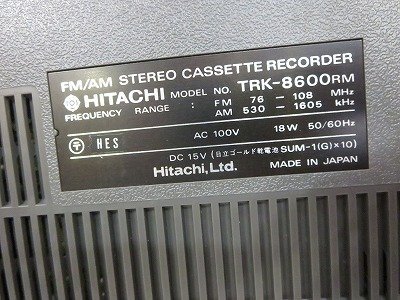 FM/AM STEREO CASSETTE RECORDER
HITACHI MODEL NO. TRK-8600RM
FREQUENCY RANGE : FM 76 - 108 MHz
AM 530 - 1605 kHz
〒 HES AC 100V 18W 50/60Hz
DC 15V (日立ゴールド乾電池 SUM-1(G)×10)
Hitachi,Ltd. MADE IN JAPAN